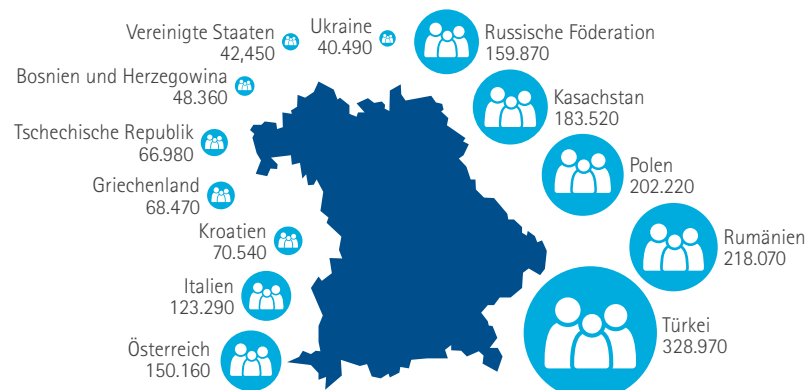 Vereinigte Staaten
42,450
Ukraine
40.490
Russische Föderation
159.870
Bosnien und Herzegowina
48.360
Kasachstan
183.520
Tschechische Republik
66.980
Polen
202.220
Griechenland
68.470
Kroatien
70.540
Rumänien
218.070
Italien
123.290
Türkei
328.970
Österreich
150.160